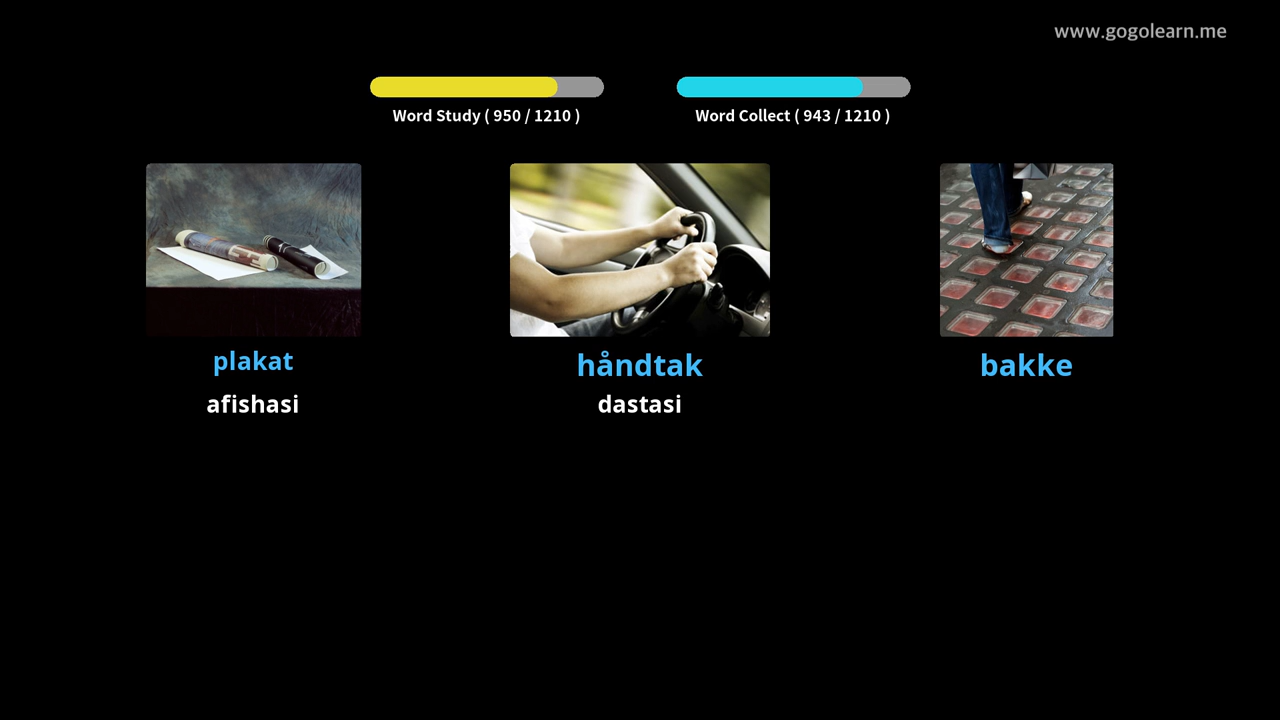 www.gogolearn.me
Word Study ( 950 / 1210 )
Word Collect ( 943 / 1210 )
plakat
håndtak
bakke
afishasi
dastasi